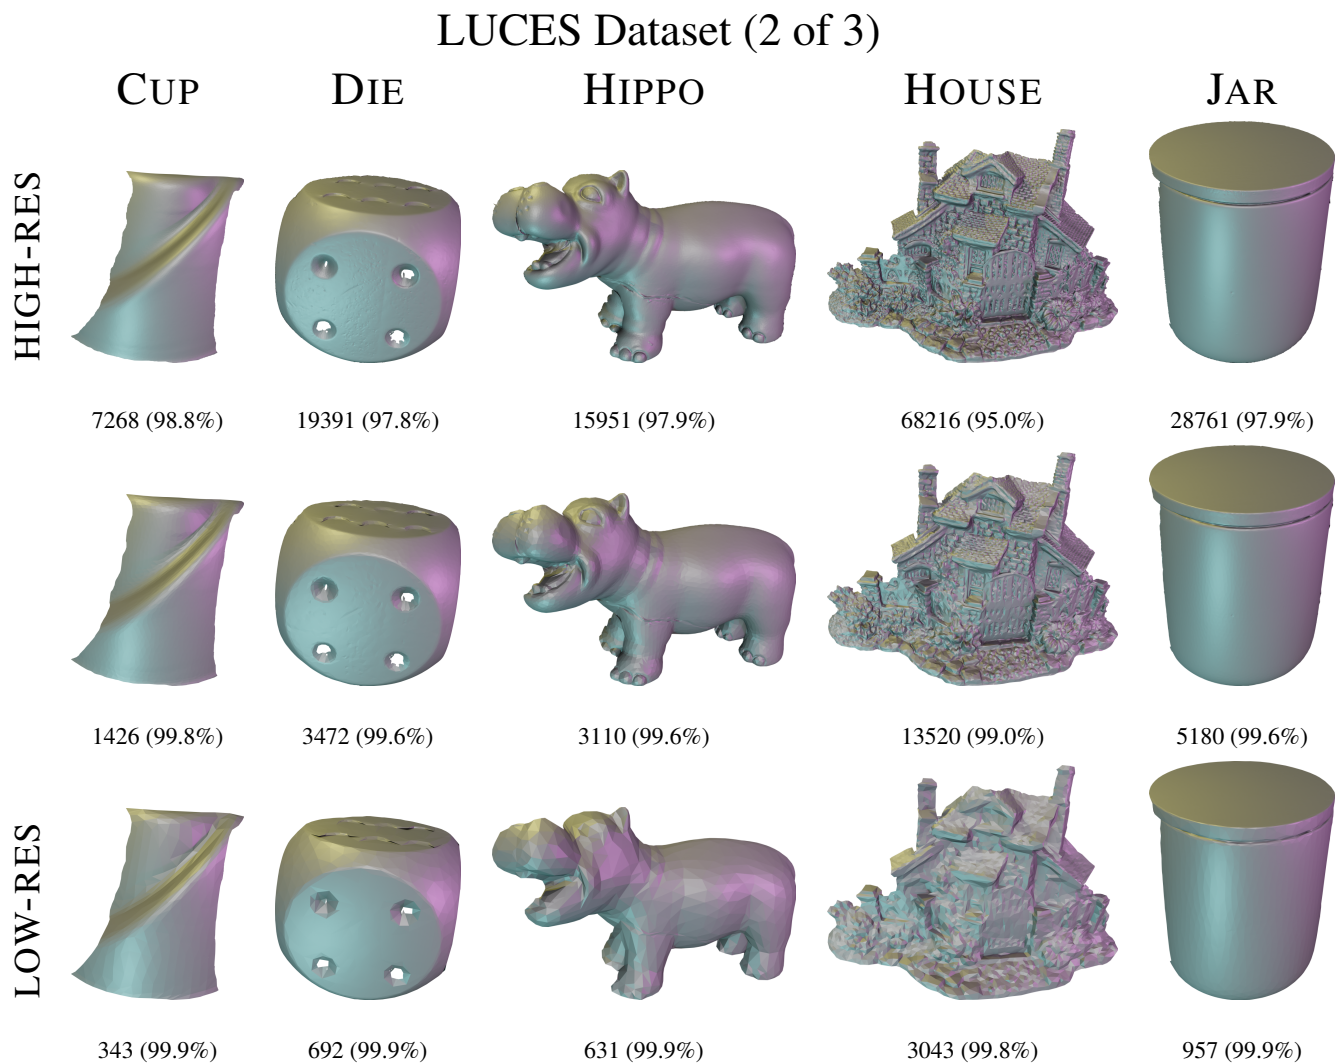 LUCES Dataset (2 of 3)
CUP DIE HIPPO HOUSE JAR
HIGH-RES
7268 (98.8%) 19391 (97.8%) 15951 (97.9%) 68216 (95.0%) 28761 (97.9%)
1426 (99.8%) 3472 (99.6%) 3110 (99.6%) 13520 (99.0%) 5180 (99.6%)
LOW-RES
343 (99.9%) 692 (99.9%) 631 (99.9%) 3043 (99.8%) 957 (99.9%)